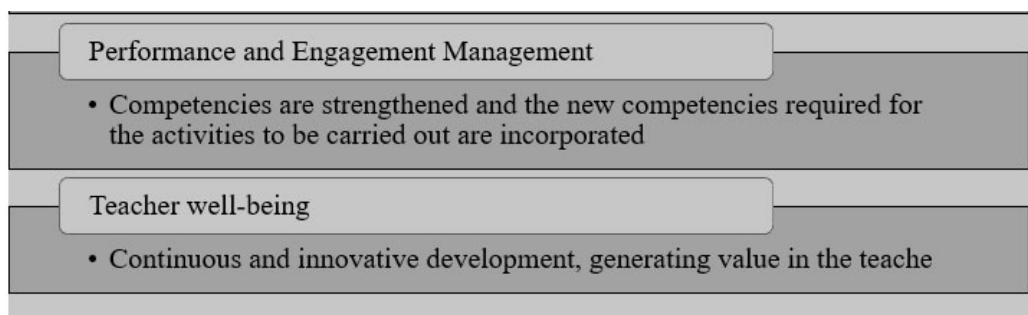 Performance and Engagement Management
• Competencies are strengthened and the new competencies required for
the activities to be carried out are incorporated
Teacher well-being
• Continuous and innovative development, generating value in the teache